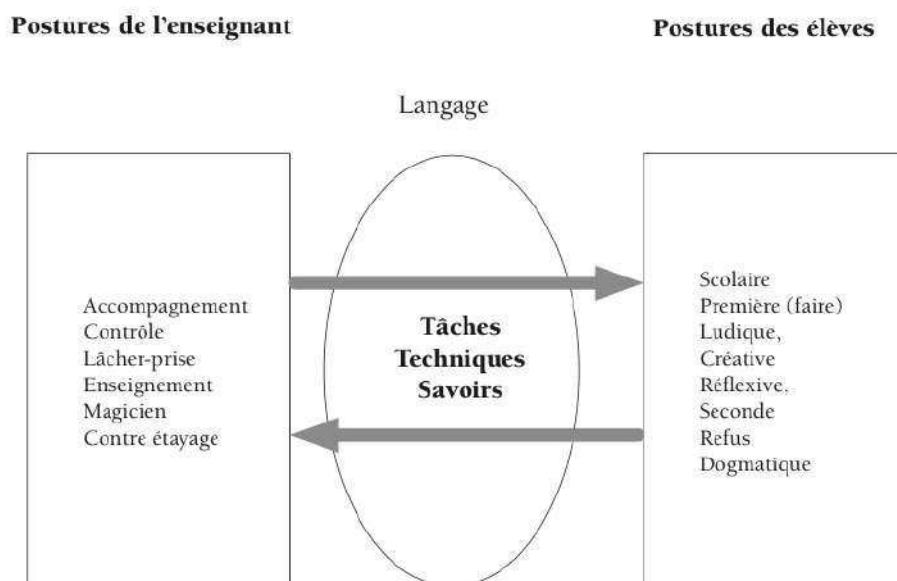 Postures de l'enseignant
Postures des élèves
Langage
Accompagnement
Contrôle
Lâcher-prise
Enseignement
Magicien
Contre étayage
Tâches
Techniques
Savoirs
Scolaire
Première (faire)
Ludique,
Créative
Réflexive,
Seconde
Refus
Dogmatique